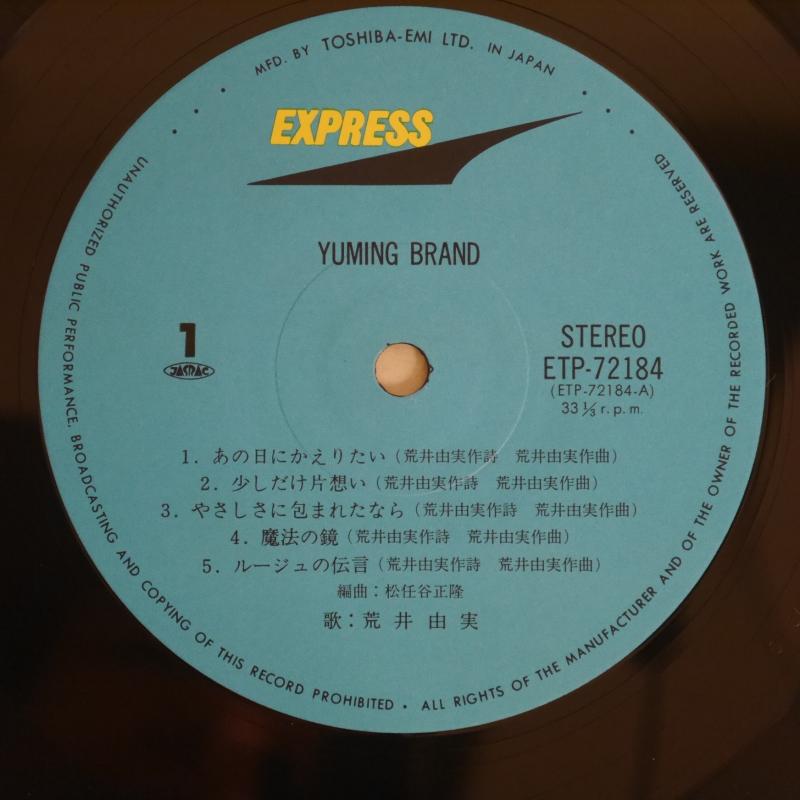 MFD. BY TOSHIBA-EMI LTD. IN JAPAN
EXPRESS
YUMING BRAND
1
JASRAC
STEREO
ETP-72184
(ETP-72184-A)
33⅓ r.p.m.
1. あの日にかえりたい (荒井由実作詩 荒井由実作曲)
2. 少しだけ片想い (荒井由実作詩 荒井由実作曲)
3. やさしさに包まれたなら (荒井由実作詩 荒井由実作曲)
4. 魔法の鏡 (荒井由実作詩 荒井由実作曲)
5. ルージュの伝言 (荒井由実作詩 荒井由実作曲)
編曲：松任谷正隆
歌：荒井由実
UNAUTHORIZED PUBLIC PERFORMANCE, BROADCASTING AND COPYING OF THIS RECORD PROHIBITED • ALL RIGHTS OF THE MANUFACTURER AND OF THE OWNER OF THE RECORDED WORK ARE RESERVED